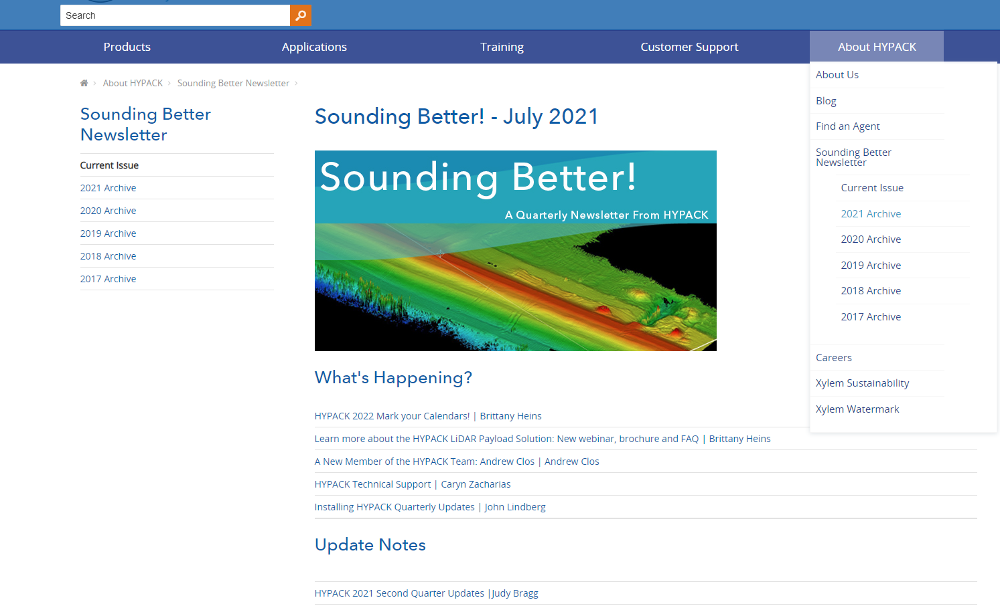 Search
Products
Applications
Training
Customer Support
About HYPACK
About HYPACK
Sounding Better Newsletter
Sounding Better
Newsletter
Current Issue
2021 Archive
2020 Archive
2019 Archive
2018 Archive
2017 Archive
Sounding Better! - July 2021
Sounding Better!
A Quarterly Newsletter From HYPACK
What's Happening?
HYPACK 2022 Mark your Calendars! | Brittany Heins
Learn more about the HYPACK LiDAR Payload Solution: New webinar, brochure and FAQ | Brittany Heins
A New Member of the HYPACK Team: Andrew Clos | Andrew Clos
HYPACK Technical Support | Caryn Zacharias
Installing HYPACK Quarterly Updates | John Lindberg
Update Notes
HYPACK 2021 Second Quarter Updates |Judy Bragg
About Us
Blog
Find an Agent
Sounding Better
Newsletter
Current Issue
2021 Archive
2020 Archive
2019 Archive
2018 Archive
2017 Archive
Careers
Xylem Sustainability
Xylem Watermark